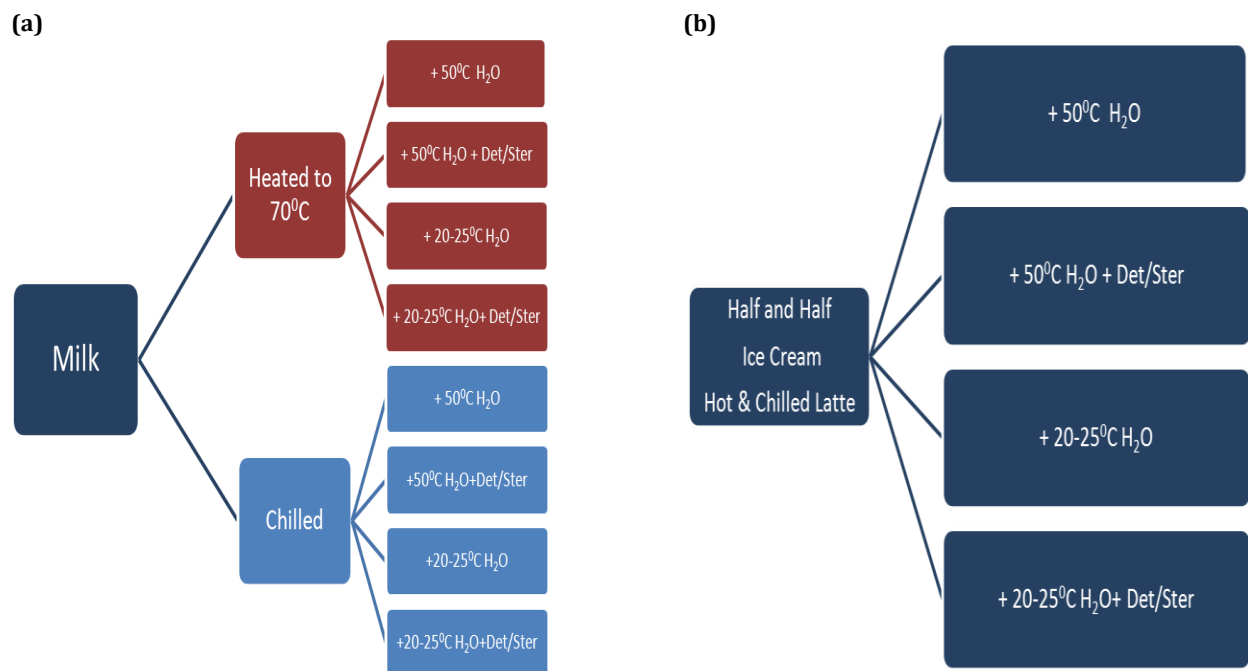 (a)
Milk
Heated to
70⁰C
+ 50⁰C H₂O
+ 50⁰C H₂O + Det/Ster
+ 20-25⁰C H₂O
+ 20-25⁰C H₂O+ Det/Ster
Chilled
+ 50⁰C H₂O
+50⁰C H₂O+Det/Ster
+20-25⁰C H₂O
+20-25⁰C H₂O+Det/Ster
(b)
Half and Half
Ice Cream
Hot & Chilled Latte
+ 50⁰C H₂O
+ 50⁰C H₂O + Det/Ster
+ 20-25⁰C H₂O
+ 20-25⁰C H₂O+ Det/Ster